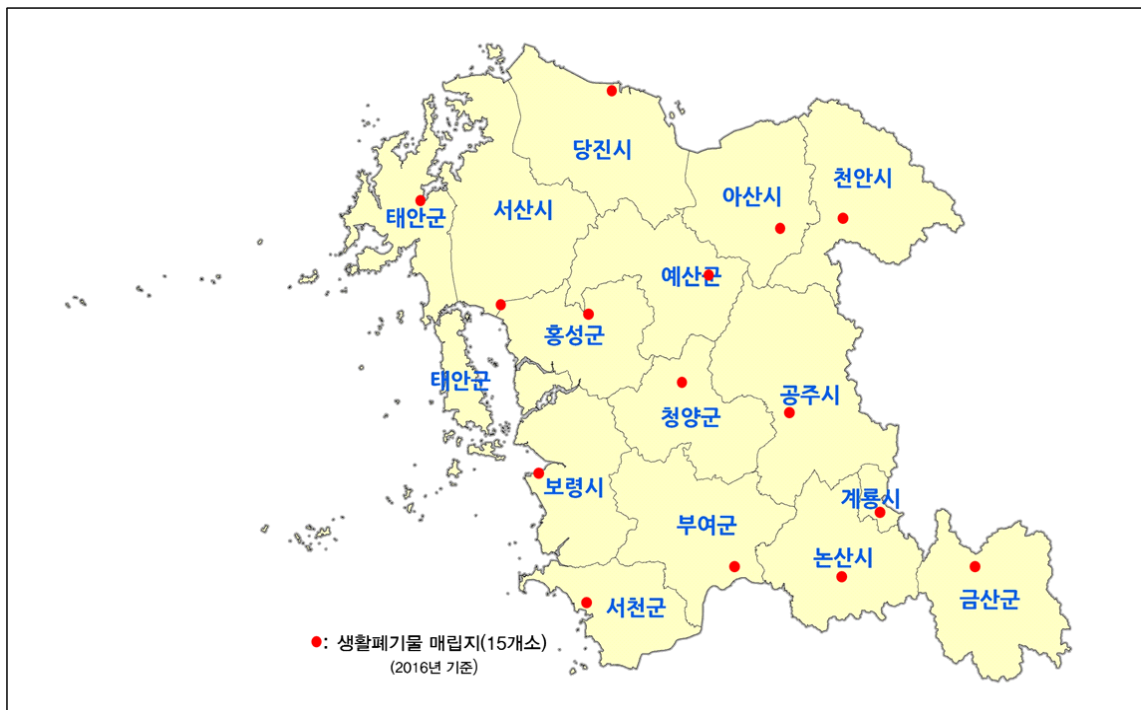 당진시
천안시
아산시
서산시
태안군
예산군
홍성군
태안군
공주시
청양군
보령시
계룡시
부여군
논산시
금산군
서천군
: 생활폐기물 매립지(15개소)
(2016년 기준)